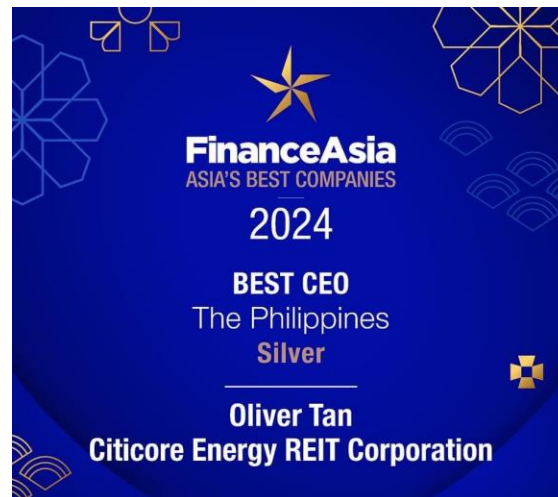 FinanceAsia
ASIA'S BEST COMPANIES
2024
BEST CEO
The Philippines
Silver
Oliver Tan
Citicore Energy REIT Corporation